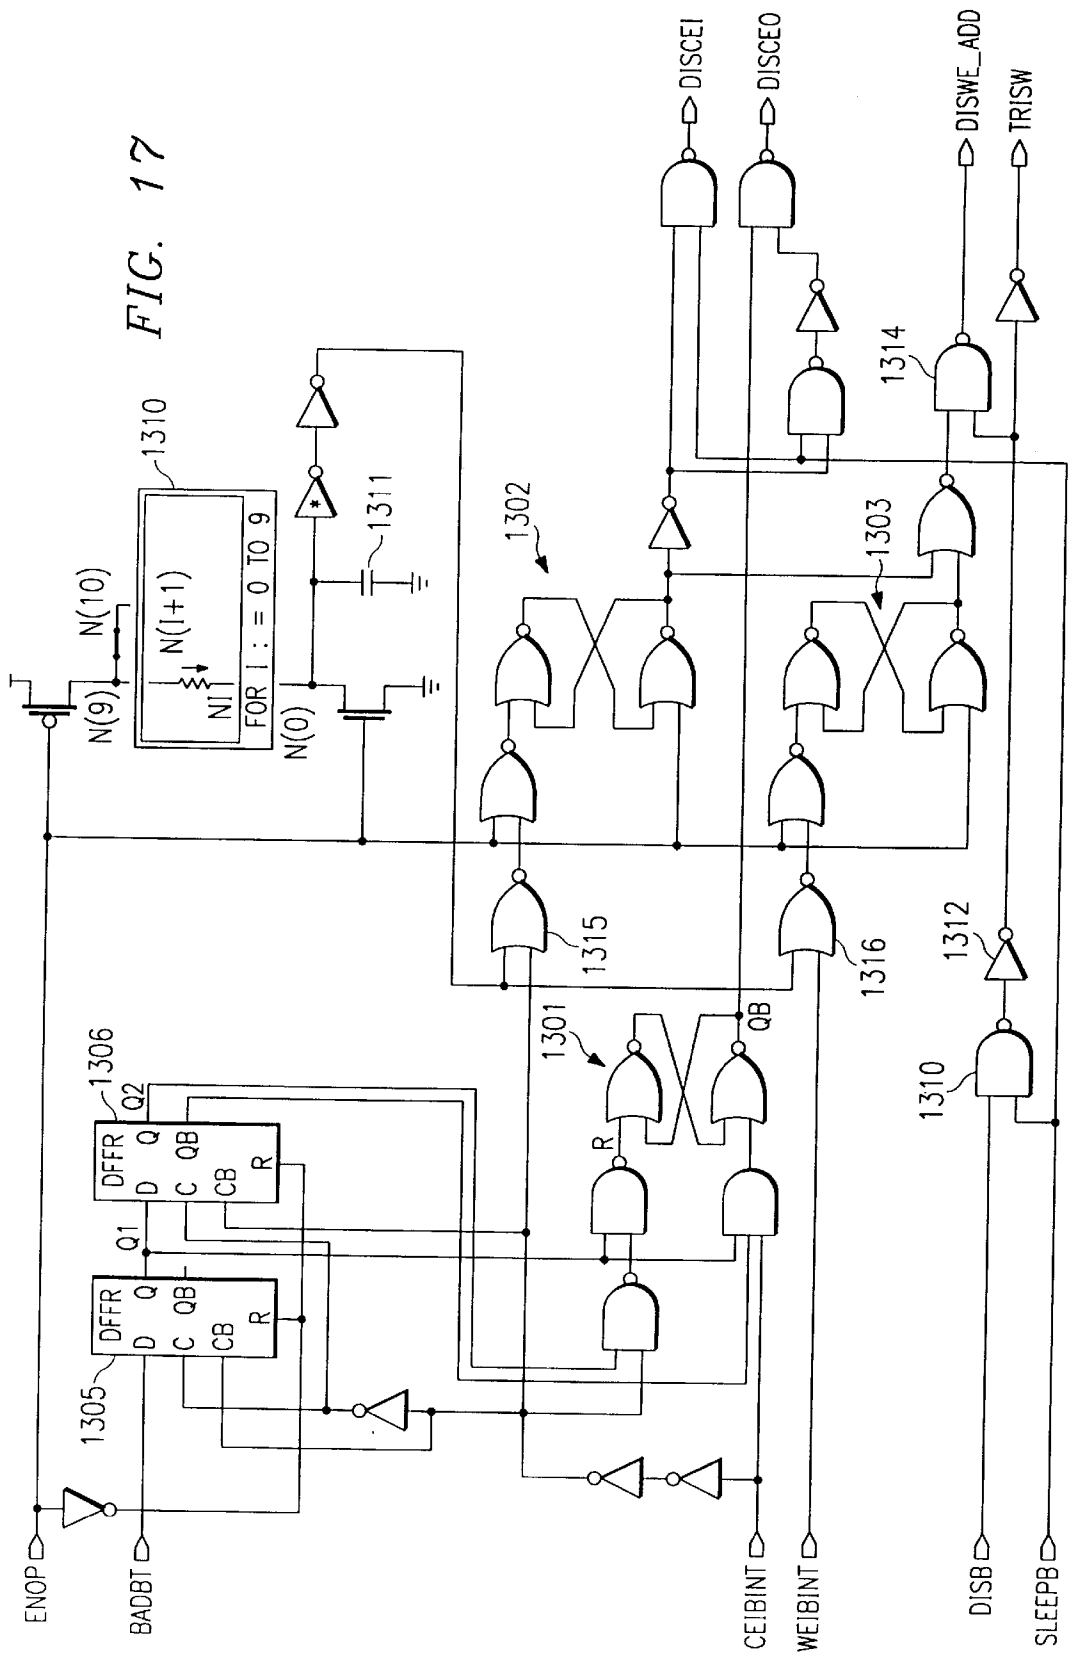 FIG. 17
ENOP
BADBT
CEIBINT
WEIBINT
DISB
SLEEPB
1305
DFFR
D
Q
C
QB
CB
R
Q1
1306
DFFR
D
Q
C
QB
CB
R
Q2
N(9)
N(10)
1310
N(I+1)
NI
FOR I : = 0 TO 9
N(0)
*
1311
1301
R
QB
1315
1316
1302
1303
1310
1312
1314
DISCEI
DISCEO
DISWE_ADD
TRISW